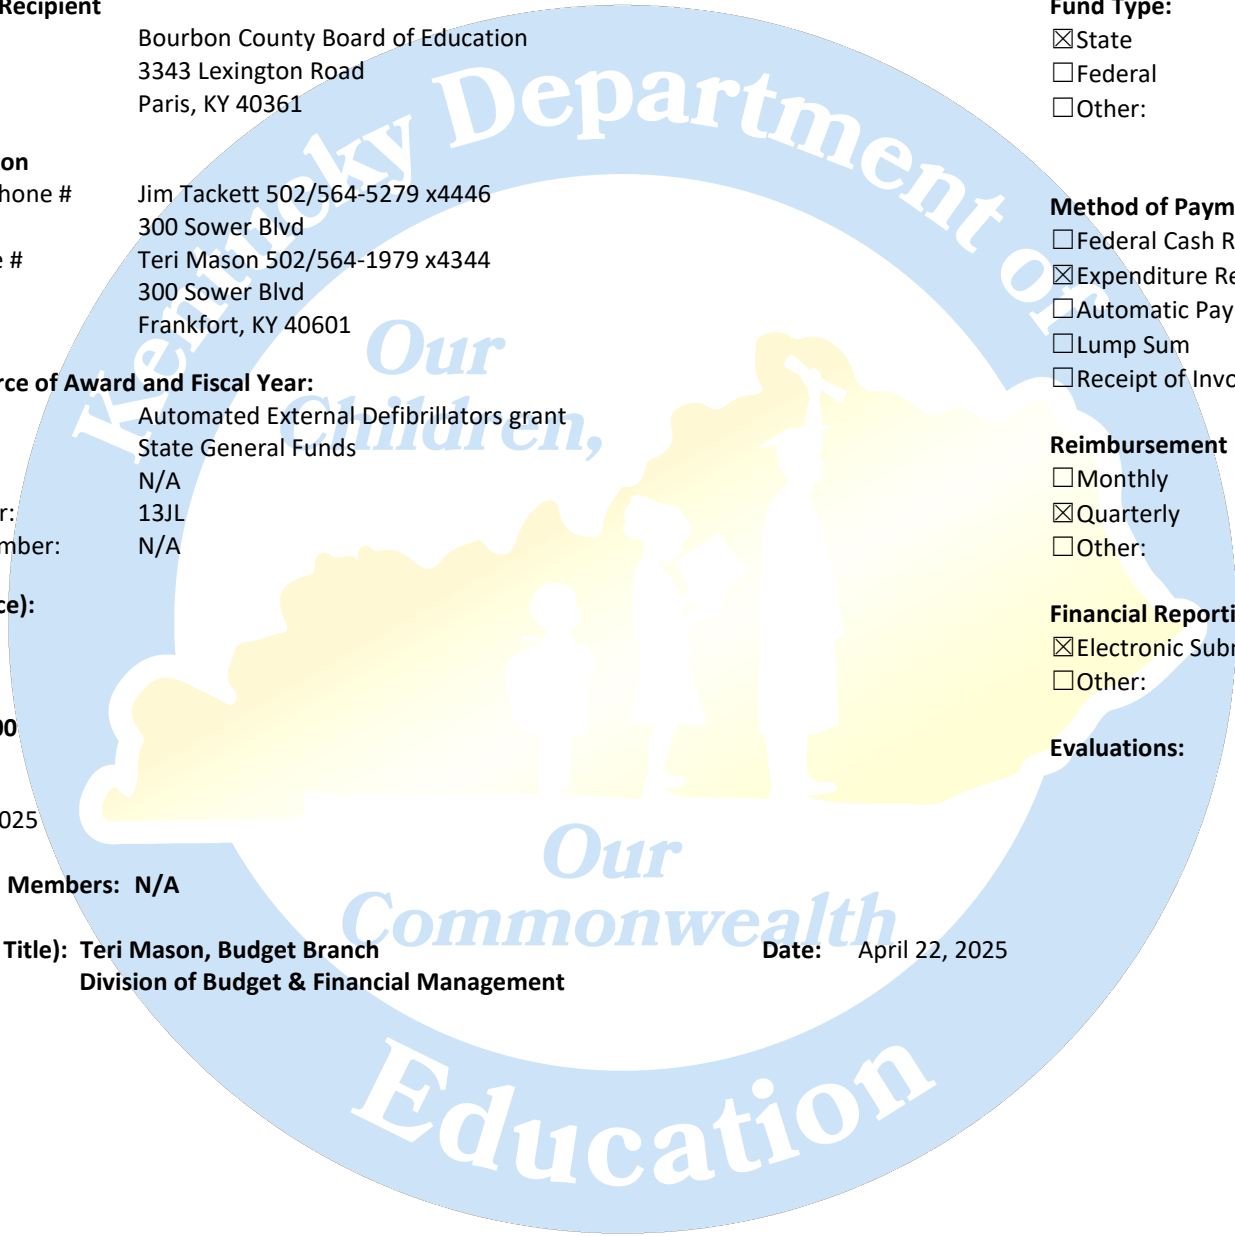 Recipient
Bourbon County Board of Education
3343 Lexington Road
Paris, KY 40361
on
hone # Jim Tackett 502/564-5279 x4446
300 Sower Blvd
e # Teri Mason 502/564-1979 x4344
300 Sower Blvd
Frankfort, KY 40601
rce of Award and Fiscal Year:
Automated External Defibrillators grant
State General Funds
N/A
r: 13JL
mber: N/A
ce):
00
025
Members: N/A
Title): Teri Mason, Budget Branch
Division of Budget & Financial Management
Date: April 22, 2025
Fund Type:
☒State
☐Federal
☐Other:
Method of Paym
☐Federal Cash R
☒Expenditure Re
☐Automatic Pay
☐Lump Sum
☐Receipt of Invo
Reimbursement
☐Monthly
☒Quarterly
☐Other:
Financial Reporti
☒Electronic Subm
☐Other:
Evaluations:
Kentucky Department of
Education
Our
Children,
Our
Commonwealth